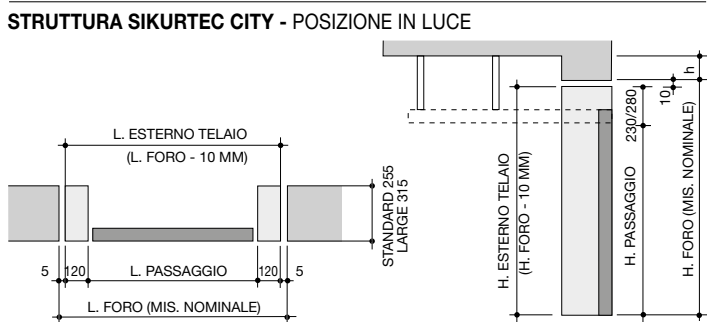 STRUTTURA SIKURTEC CITY - POSIZIONE IN LUCE
L. ESTERNO TELAIO
(L. FORO - 10 MM)
STANDARD 255
LARGE 315
5 120 L. PASSAGGIO 120 5
L. FORO (MIS. NOMINALE)
H. ESTERNO TELAIO
(H. FORO - 10 MM)
230/280
H. PASSAGGIO
10
h
H. FORO (MIS. NOMINALE)